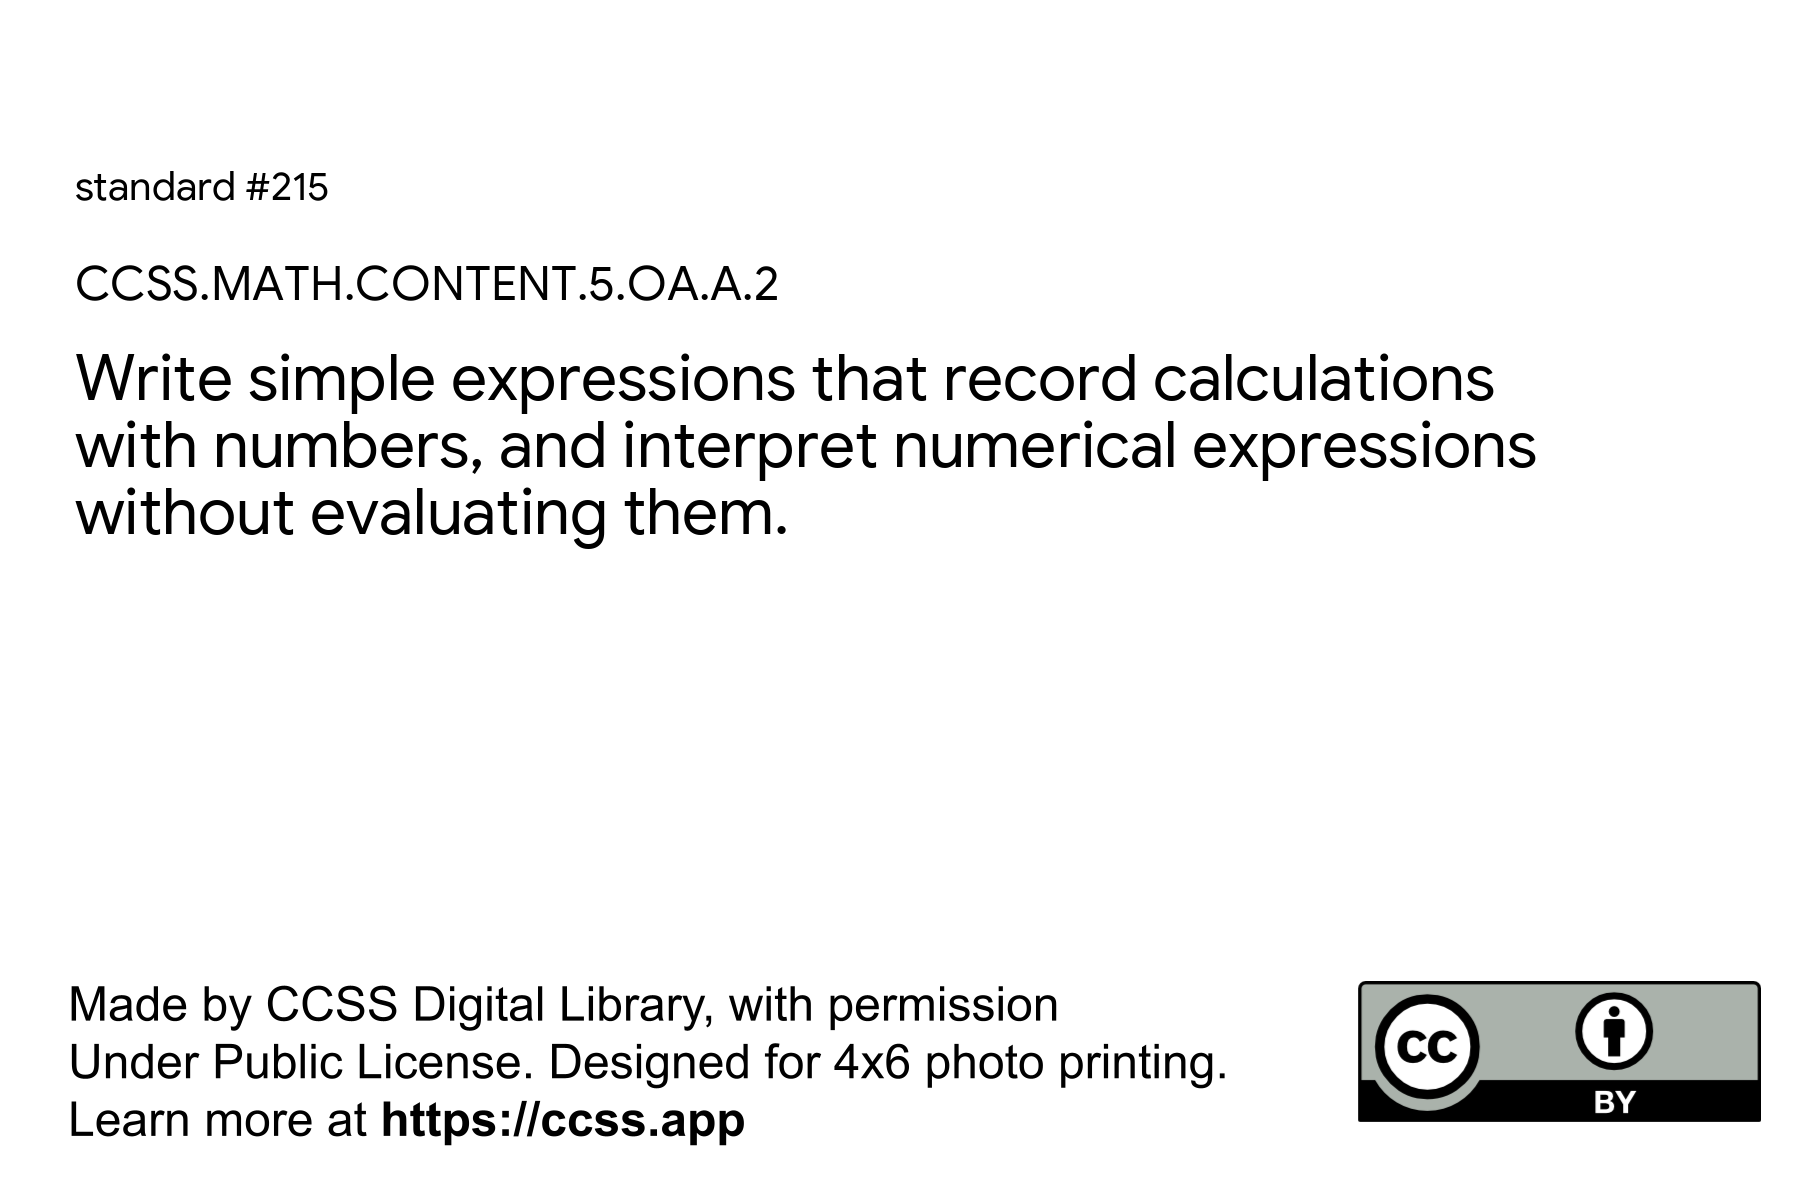 standard #215
CCSS.MATH.CONTENT.5.OA.A.2
Write simple expressions that record calculations
with numbers, and interpret numerical expressions
without evaluating them.
Made by CCSS Digital Library, with permission
Under Public License. Designed for 4x6 photo printing.
Learn more at https://ccss.app
cc
BY